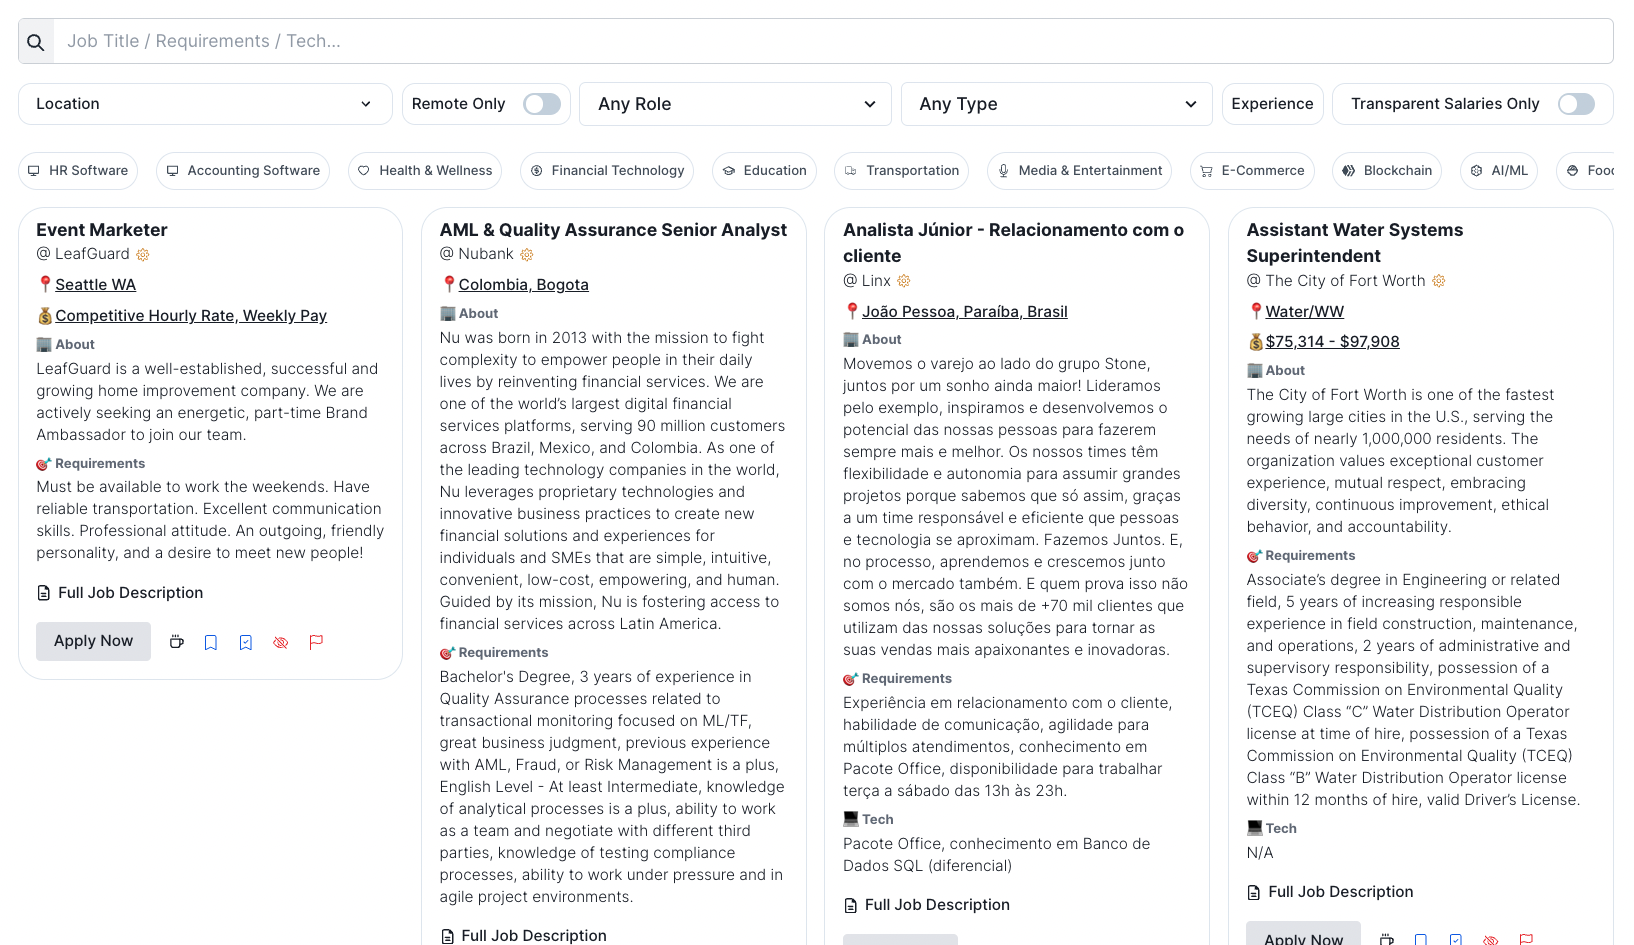 Job Title / Requirements / Tech...
Location
Remote Only
Any Role
Any Type
Experience
Transparent Salaries Only
HR Software
Accounting Software
Health & Wellness
Financial Technology
Education
Transportation
Media & Entertainment
E-Commerce
Blockchain
AI/ML
Event Marketer
@ LeafGuard
Seattle WA
Competitive Hourly Rate, Weekly Pay
About
LeafGuard is a well-established, successful and
growing home improvement company. We are
actively seeking an energetic, part-time Brand
Ambassador to join our team.
Requirements
Must be available to work the weekends. Have
reliable transportation. Excellent communication
skills. Professional attitude. An outgoing, friendly
personality, and a desire to meet new people!
Full Job Description
Apply Now
AML & Quality Assurance Senior Analyst
@ Nubank
Colombia, Bogota
About
Nu was born in 2013 with the mission to fight
complexity to empower people in their daily
lives by reinventing financial services. We are
one of the world’s largest digital financial
services platforms, serving 90 million customers
across Brazil, Mexico, and Colombia. As one of
the leading technology companies in the world,
Nu leverages proprietary technologies and
innovative business practices to create new
financial solutions and experiences for
individuals and SMEs that are simple, intuitive,
convenient, low-cost, empowering, and human.
Guided by its mission, Nu is fostering access to
financial services across Latin America.
Requirements
Bachelor's Degree, 3 years of experience in
Quality Assurance processes related to
transactional monitoring focused on ML/TF,
great business judgment, previous experience
with AML, Fraud, or Risk Management is a plus,
English Level - At least Intermediate, knowledge
of analytical processes is a plus, ability to work
as a team and negotiate with different third
parties, knowledge of testing compliance
processes, ability to work under pressure and in
agile project environments.
Full Job Description
Analista Júnior - Relacionamento com o
cliente
@ Linx
João Pessoa, Paraíba, Brasil
About
Movemos o varejo ao lado do grupo Stone,
juntos por um sonho ainda maior! Lideramos
pelo exemplo, inspiramos e desenvolvemos o
potencial das nossas pessoas para fazerem
sempre mais e melhor. Os nossos times têm
flexibilidade e autonomia para assumir grandes
projetos porque sabemos que só assim, graças
a um time responsável e eficiente que pessoas
e tecnologia se aproximam. Fazemos Juntos. E,
no processo, aprendemos e crescemos junto
com o mercado também. E quem prova isso não
somos nós, são os mais de +70 mil clientes que
utilizam das nossas soluções para tornar as
suas vendas mais apaixonantes e inovadoras.
Requirements
Experiência em relacionamento com o cliente,
habilidade de comunicação, agilidade para
múltiplos atendimentos, conhecimento em
Pacote Office, disponibilidade para trabalhar
terça a sábado das 13h às 23h.
Tech
Pacote Office, conhecimento em Banco de
Dados SQL (diferencial)
Full Job Description
Assistant Water Systems
Superintendent
@ The City of Fort Worth
Water/WW
$75,314 - $97,908
About
The City of Fort Worth is one of the fastest
growing large cities in the U.S., serving the
needs of nearly 1,000,000 residents. The
organization values exceptional customer
experience, mutual respect, embracing
diversity, continuous improvement, ethical
behavior, and accountability.
Requirements
Associate’s degree in Engineering or related
field, 5 years of increasing responsible
experience in field construction, maintenance,
and operations, 2 years of administrative and
supervisory responsibility, possession of a
Texas Commission on Environmental Quality
(TCEQ) Class “C” Water Distribution Operator
license at time of hire, possession of a Texas
Commission on Environmental Quality (TCEQ)
Class “B” Water Distribution Operator license
within 12 months of hire, valid Driver’s License.
Tech
N/A
Full Job Description
Apply Now